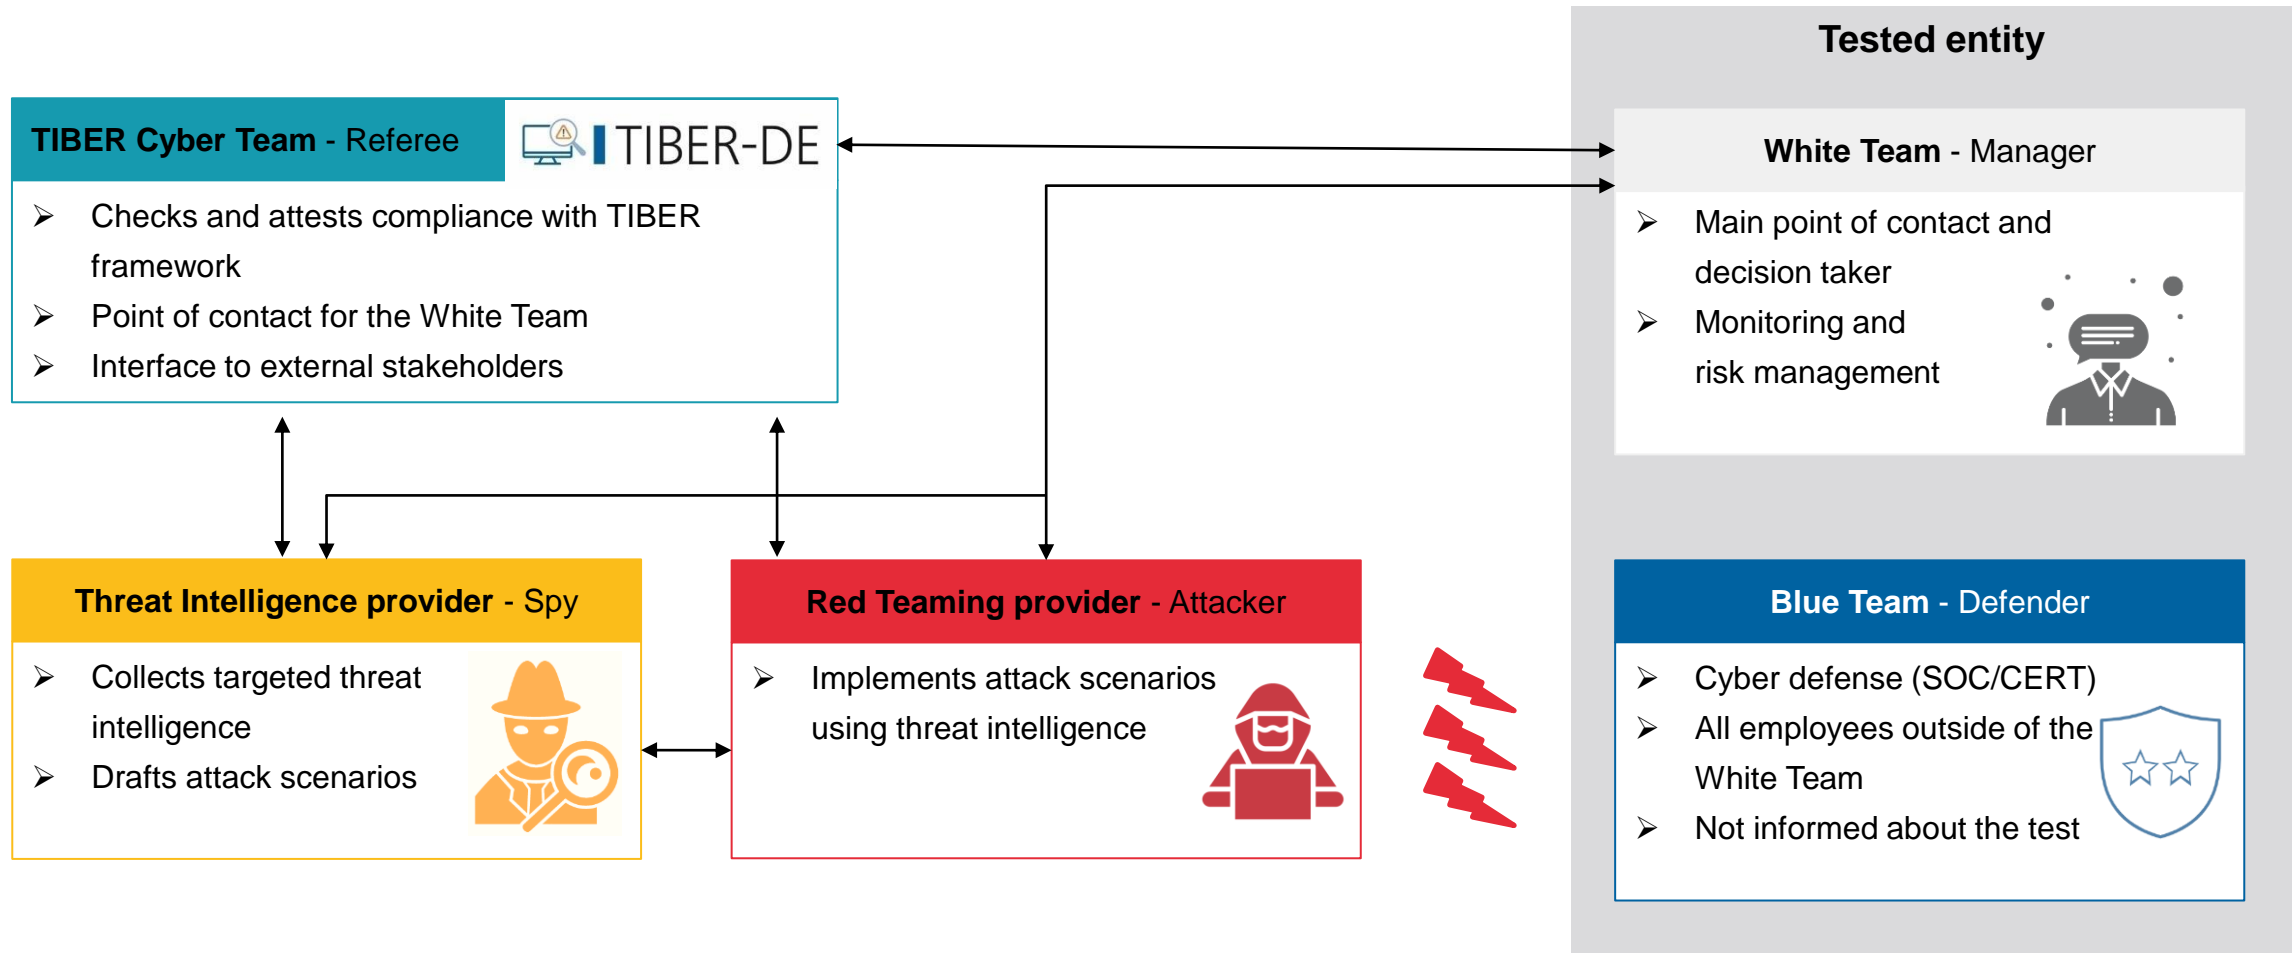 Tested entity
TIBER Cyber Team - Referee
TIBER-DE
➢ Checks and attests compliance with TIBER
framework
➢ Point of contact for the White Team
➢ Interface to external stakeholders
White Team - Manager
➢ Main point of contact and
decision taker
➢ Monitoring and
risk management
Threat Intelligence provider - Spy
➢ Collects targeted threat
intelligence
➢ Drafts attack scenarios
Red Teaming provider - Attacker
➢ Implements attack scenarios
using threat intelligence
Blue Team - Defender
➢ Cyber defense (SOC/CERT)
➢ All employees outside of the
White Team
➢ Not informed about the test